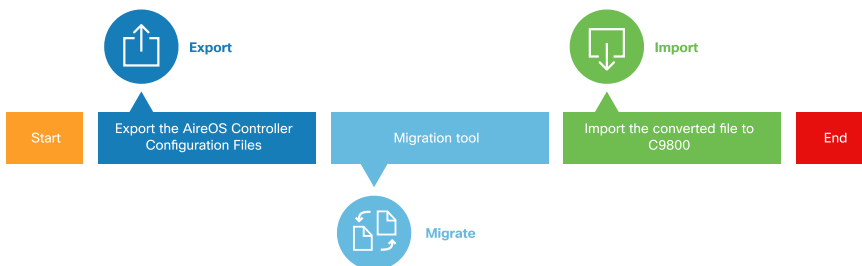 Export
Import
Start
Export the AireOS Controller
Configuration Files
Migration tool
Import the converted file to
C9800
End
Migrate